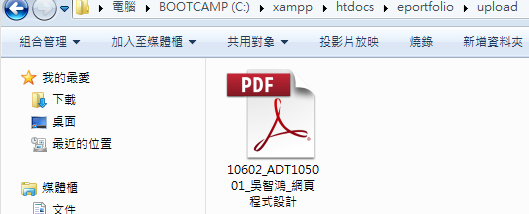 電腦 ▸ BOOTCAMP (C:) ▸ xampp ▸ htdocs ▸ eportfolio ▸ upload
組合管理 ▼ 加入至媒體櫃 ▼ 共用對象 ▼ 投影片放映 燒錄 新增資料夾
我的最愛
下載
桌面
最近的位置
媒體櫃
文件
PDF
10602_ADT1050
01_吳智鴻_網頁
程式設計